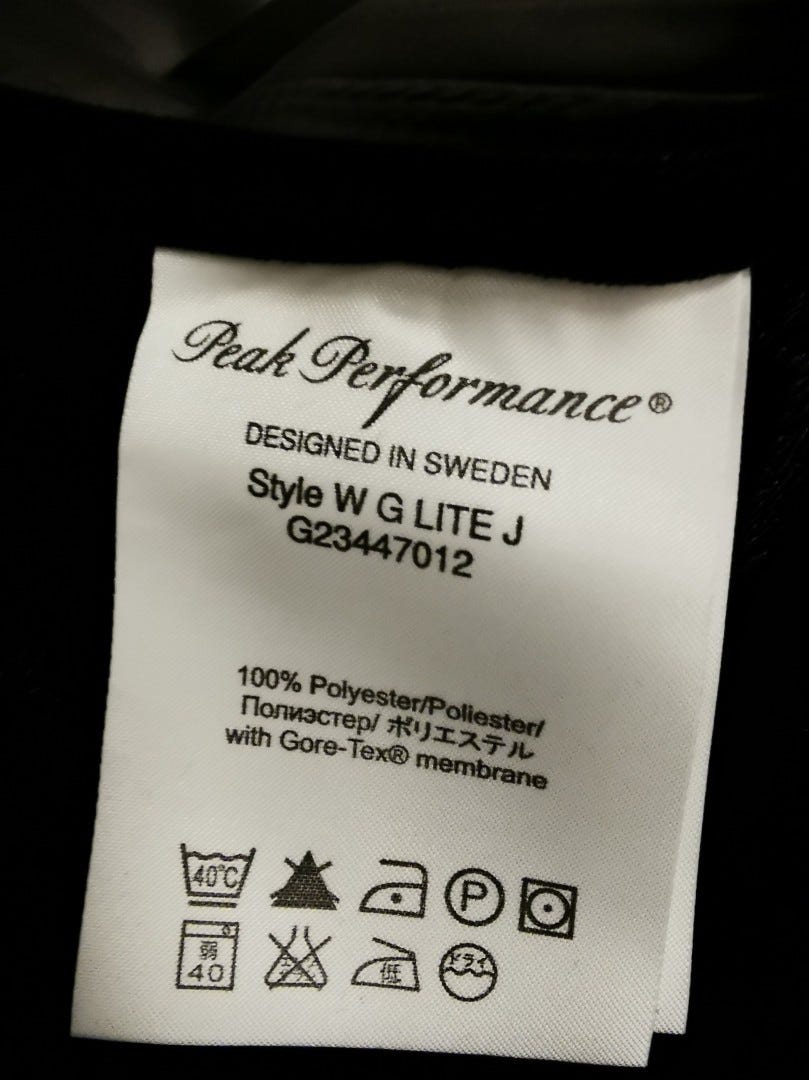 Peak Performance®
DESIGNED IN SWEDEN
Style W G LITE J
G23447012
100% Polyester/Poliester/
Полиэстер/ ポリエステル
with Gore-Tex® membrane
40°C P
弱 低 ドライ
40